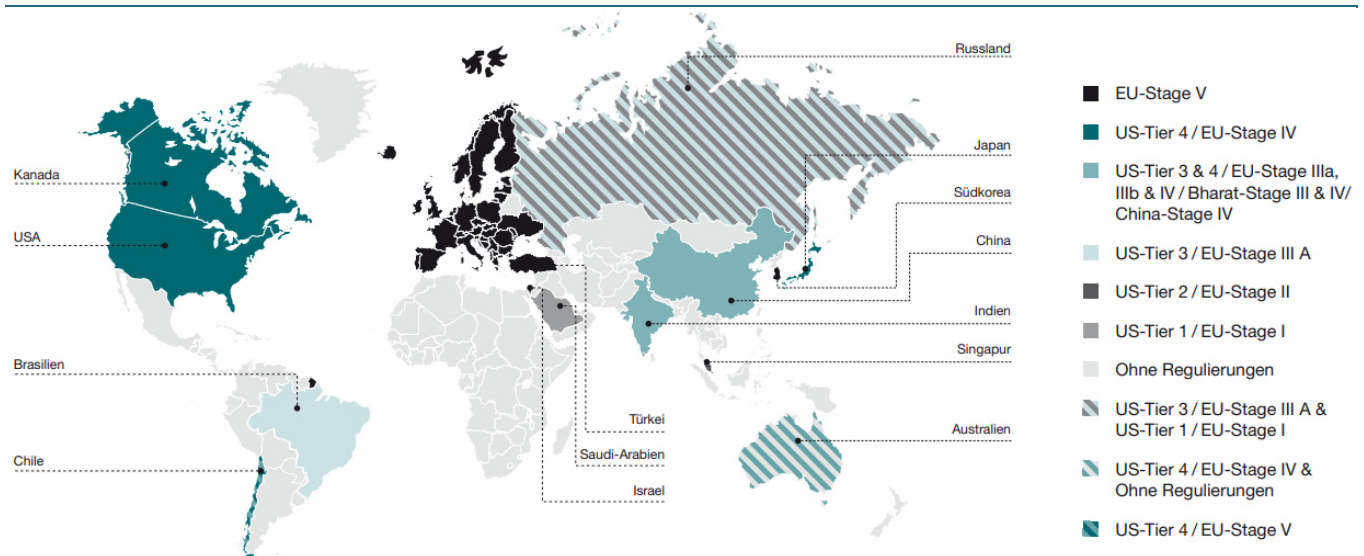 Kanada
USA
Brasilien
Chile
Türkei
Saudi-Arabien
Israel
Russland
Japan
Südkorea
China
Indien
Singapur
Australien
EU-Stage V
US-Tier 4 / EU-Stage IV
US-Tier 3 & 4 / EU-Stage IIIa,
IIIb & IV / Bharat-Stage III & IV/
China-Stage IV
US-Tier 3 / EU-Stage III A
US-Tier 2 / EU-Stage II
US-Tier 1 / EU-Stage I
Ohne Regulierungen
US-Tier 3 / EU-Stage III A &
US-Tier 1 / EU-Stage I
US-Tier 4 / EU-Stage IV &
Ohne Regulierungen
US-Tier 4 / EU-Stage V